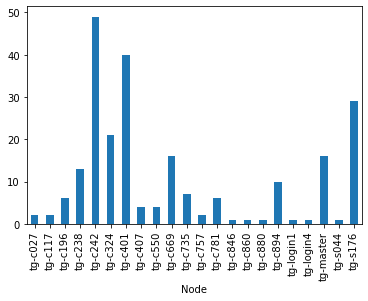 50
40
30
20
10
0
tg-c027
tg-c117
tg-c196
tg-c238
tg-c242
tg-c324
tg-c401
tg-c407
tg-c550
tg-c669
tg-c735
tg-c757
tg-c781
tg-c846
tg-c860
tg-c880
tg-c894
tg-login1
tg-login4
tg-master
tg-s044
tg-s176
Node